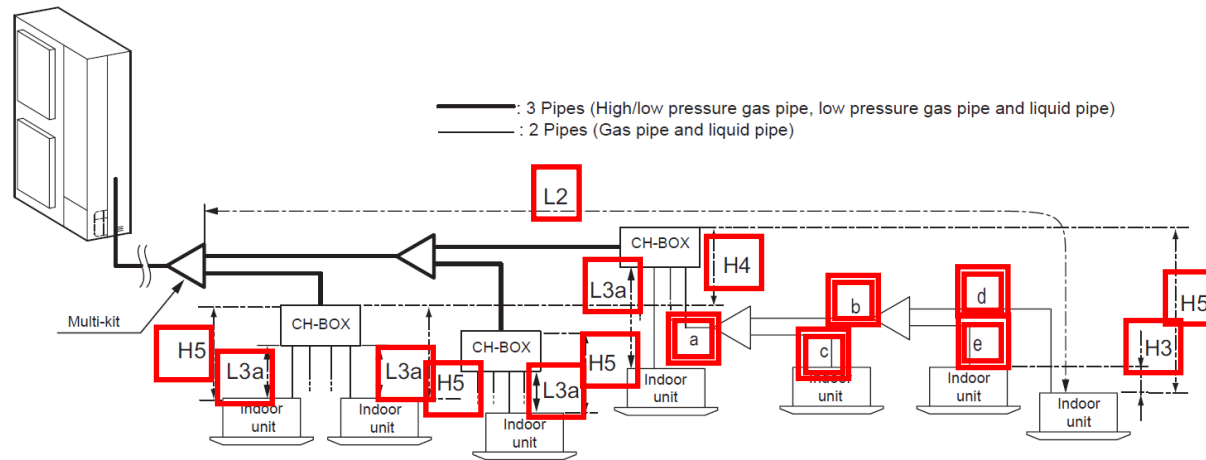 : 3 Pipes (High/low pressure gas pipe, low pressure gas pipe and liquid pipe)
: 2 Pipes (Gas pipe and liquid pipe)
L2
CH-BOX
H4
L3a
b
d
H5
Multi-kit
CH-BOX
CH-BOX
a
c
e
H3
H5
L3a
L3a
H5
L3a
H5
Indoor
unit
Indoor
unit
Indoor
unit
Indoor
unit
Indoor
unit
Indoor
unit
Indoor
unit